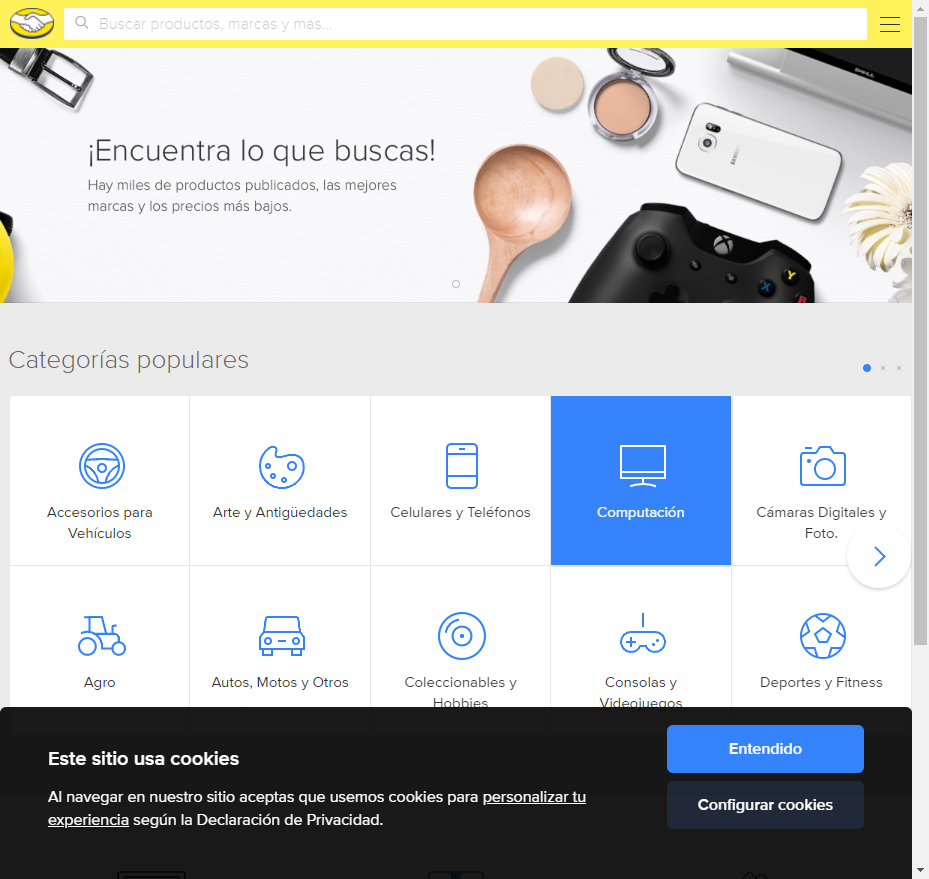 Buscar productos, marcas y más...
¡Encuentra lo que buscas!
Hay miles de productos publicados, las mejores
marcas y los precios más bajos.
DELL
SAMSUNG
X
Y
B
Categorías populares
Accesorios para
Vehículos
Arte y Antigüedades
Celulares y Teléfonos
Computación
Cámaras Digitales y
Foto.
Agro
Autos, Motos y Otros
Coleccionables y
Hobbies
Consolas y
Videojuegos
Deportes y Fitness
Este sitio usa cookies
Al navegar en nuestro sitio aceptas que usemos cookies para personalizar tu
experiencia según la Declaración de Privacidad.
Entendido
Configurar cookies